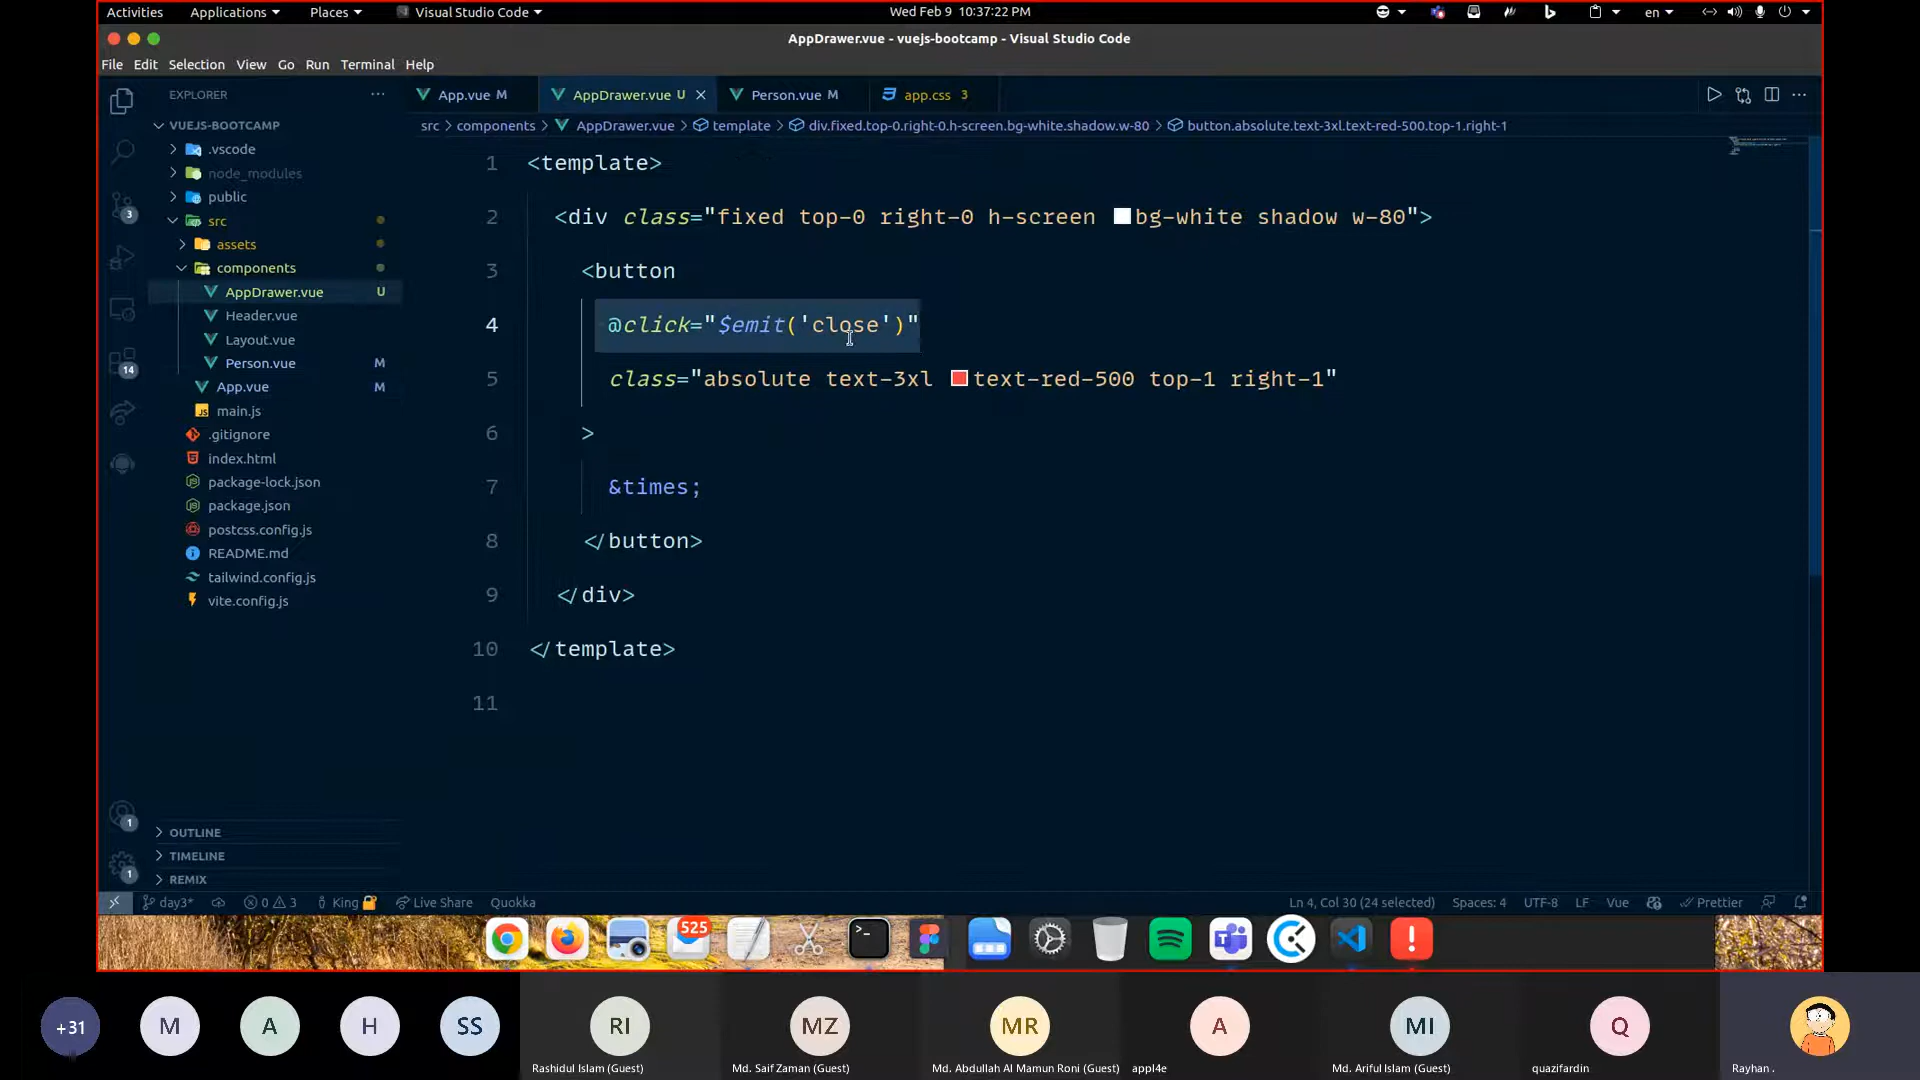 Activities Applications Places Visual Studio Code Wed Feb 9 10:37:22 PM en
AppDrawer.vue - vuejs-bootcamp - Visual Studio Code
File Edit Selection View Go Run Terminal Help
EXPLORER
App.vue M AppDrawer.vue U Person.vue M app.css 3
VUEJS-BOOTCAMP
src > components > AppDrawer.vue > template > div.fixed.top-0.right-0.h-screen.bg-white.shadow.w-80 > button.absolute.text-3xl.text-red-500.top-1.right-1
.vscode
node_modules
public
src
assets
components
AppDrawer.vue U
Header.vue
Layout.vue
Person.vue M
App.vue M
main.js
.gitignore
index.html
package-lock.json
package.json
postcss.config.js
README.md
tailwind.config.js
vite.config.js
3
14
1
1
OUTLINE
TIMELINE
REMIX
1 <template>
2 <div class="fixed top-0 right-0 h-screen bg-white shadow w-80">
3 <button
4 @click="$emit('close')"
5 class="absolute text-3xl text-red-500 top-1 right-1"
6 >
7 &times;
8 </button>
9 </div>
10 </template>
11
day3* 0 3 King Live Share Quokka Ln 4, Col 30 (24 selected) Spaces: 4 UTF-8 LF Vue Prettier
525
+31 M A H SS RI MZ MR A MI Q
Rashidul Islam (Guest) Md. Saif Zaman (Guest) Md. Abdullah Al Mamun Roni (Guest) appl4e Md. Ariful Islam (Guest) quazifardin Rayhan .